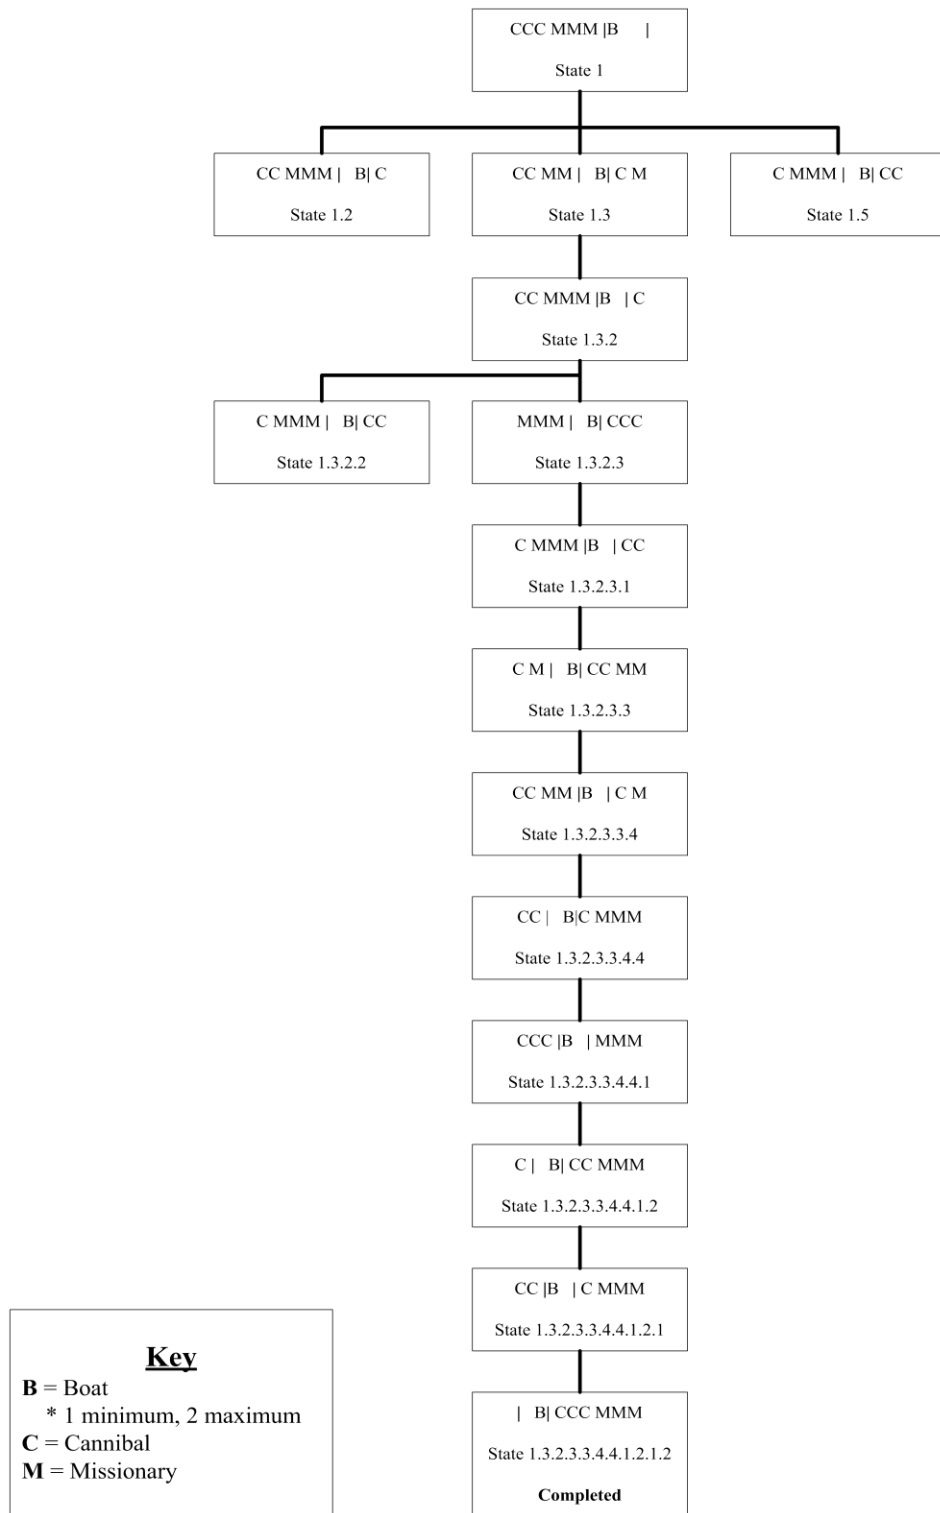 CCC MMM |B |
State 1
CC MMM | B| C
State 1.2
CC MM | B| C M
State 1.3
C MMM | B| CC
State 1.5
CC MMM |B | C
State 1.3.2
C MMM | B| CC
State 1.3.2.2
MMM | B| CCC
State 1.3.2.3
C MMM |B | CC
State 1.3.2.3.1
C M | B| CC MM
State 1.3.2.3.3
CC MM |B | C M
State 1.3.2.3.3.4
CC | B|C MMM
State 1.3.2.3.3.4.4
CCC |B | MMM
State 1.3.2.3.3.4.4.1
C | B| CC MMM
State 1.3.2.3.3.4.4.1.2
CC |B | C MMM
State 1.3.2.3.3.4.4.1.2.1
| B| CCC MMM
State 1.3.2.3.3.4.4.1.2.1.2
Completed
Key
B = Boat
* 1 minimum, 2 maximum
C = Cannibal
M = Missionary